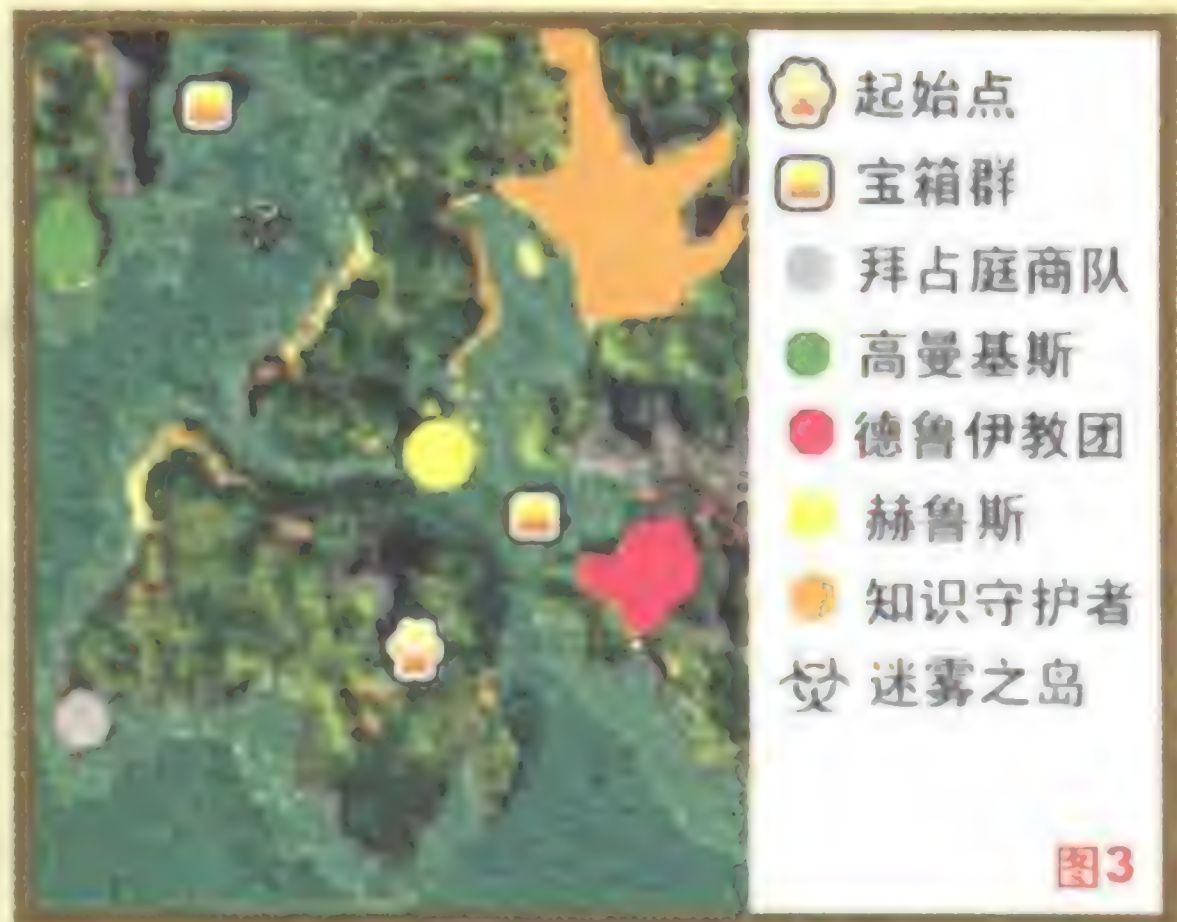 起始点
宝箱群
拜占庭商队
高曼基斯
德鲁伊教团
赫鲁斯
知识守护者
迷雾之岛
图3